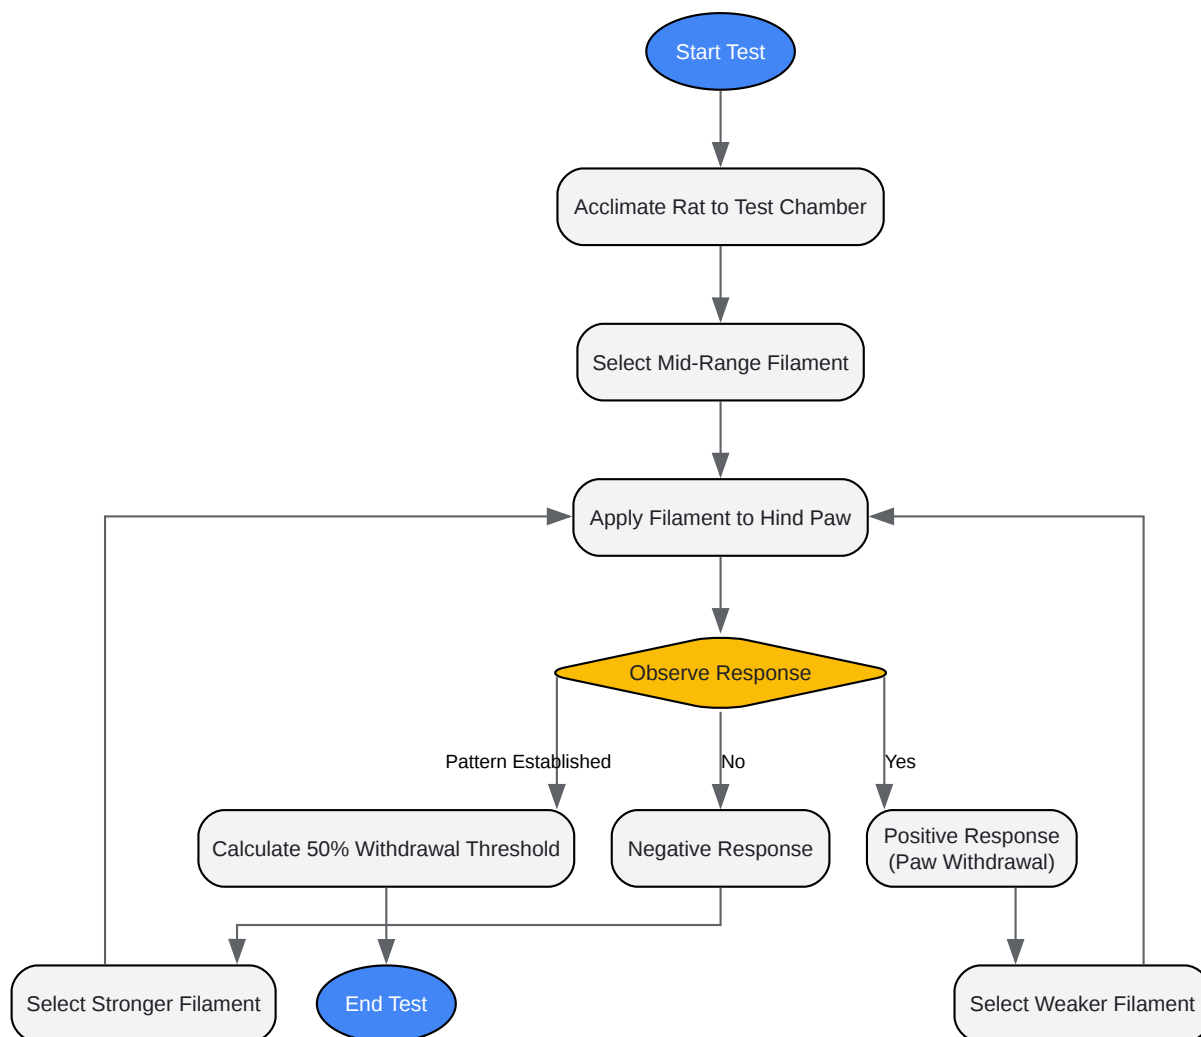 Start Test
Acclimate Rat to Test Chamber
Select Mid-Range Filament
Apply Filament to Hind Paw
Observe Response
Pattern Established
No
Yes
Calculate 50% Withdrawal Threshold
Negative Response
Positive Response
(Paw Withdrawal)
Select Stronger Filament
End Test
Select Weaker Filament